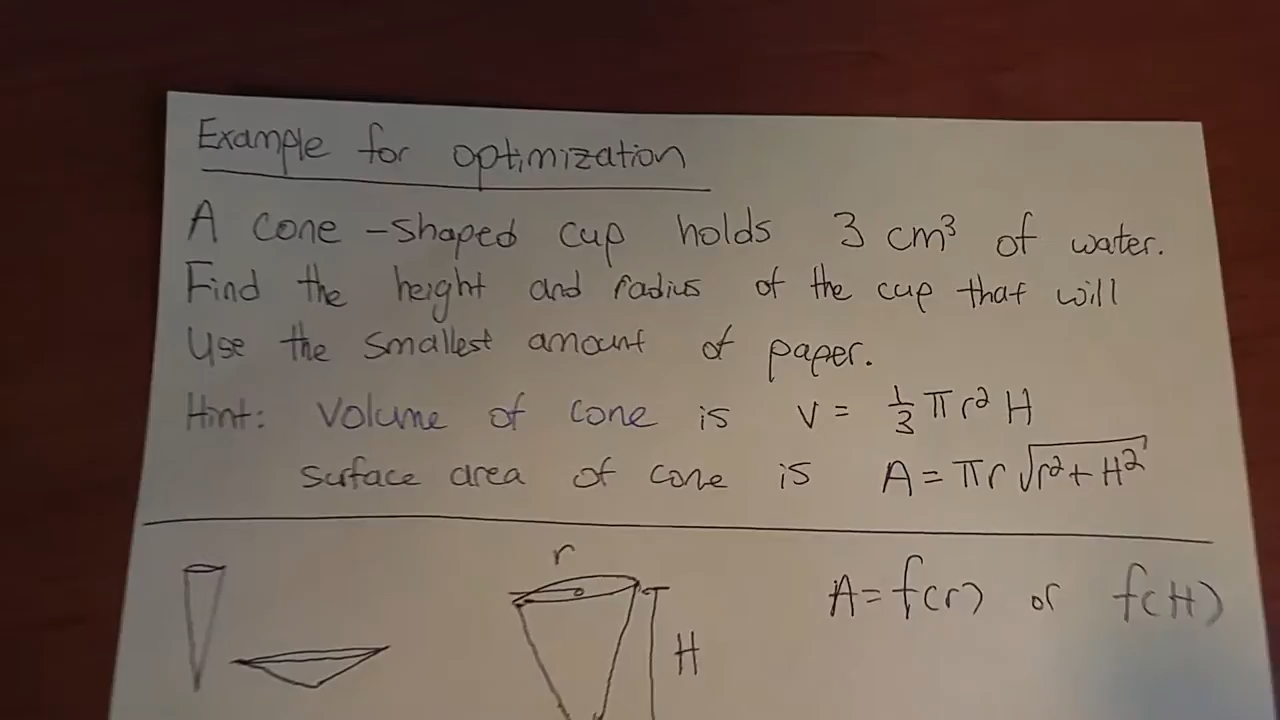 Example for optimization
A cone-shaped cup holds 3 cm³ of water.
Find the height and radius of the cup that will
Use the smallest amount of paper.
Hint: Volume of cone is V = 1/3 π r² H
surface area of cone is A = πr √(r² + H²)
r
A = f(r) or f(H)
H